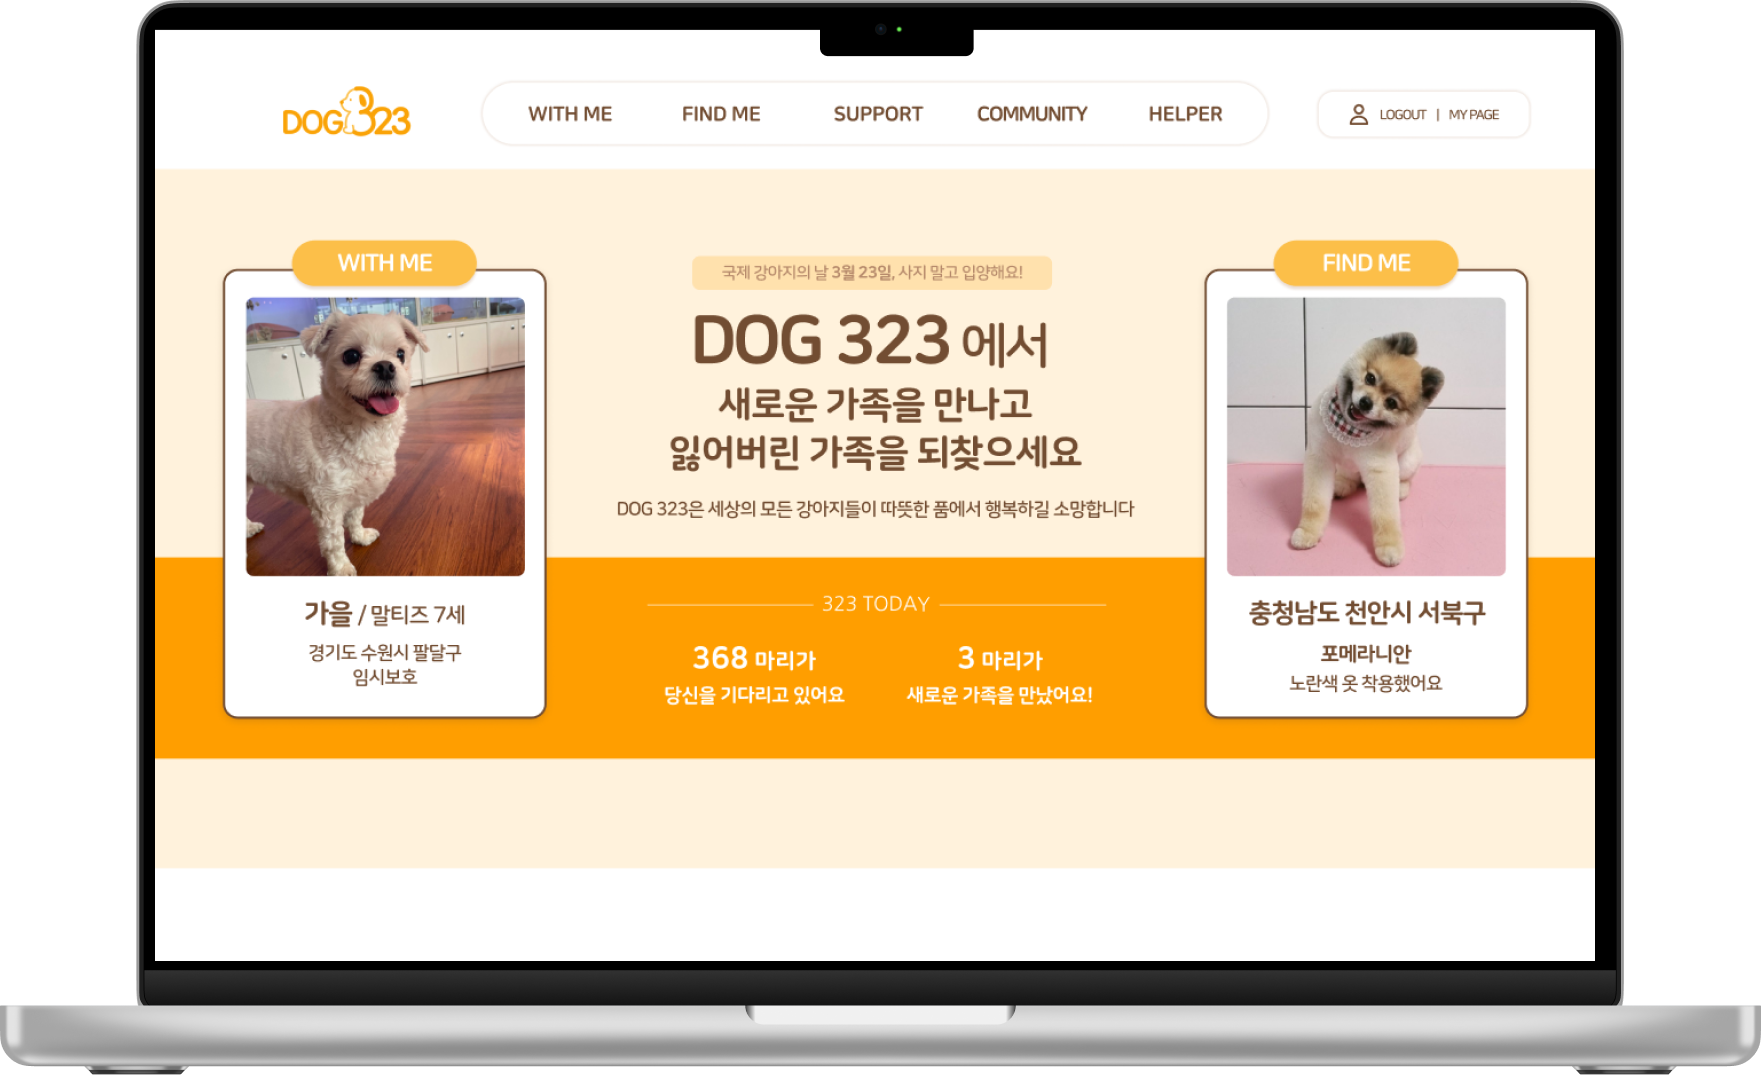 DOG323
WITH ME
FIND ME
SUPPORT
COMMUNITY
HELPER
LOGOUT | MY PAGE
WITH ME
가을 / 말티즈 7세
경기도 수원시 팔달구
임시보호
국제 강아지의 날 3월 23일, 사지 말고 입양해요!
DOG 323 에서
새로운 가족을 만나고
잃어버린 가족을 되찾으세요
DOG 323은 세상의 모든 강아지들이 따뜻한 품에서 행복하길 소망합니다
323 TODAY
368 마리가
당신을 기다리고 있어요
3 마리가
새로운 가족을 만났어요!
FIND ME
충청남도 천안시 서북구
포메라니안
노란색 옷 착용했어요